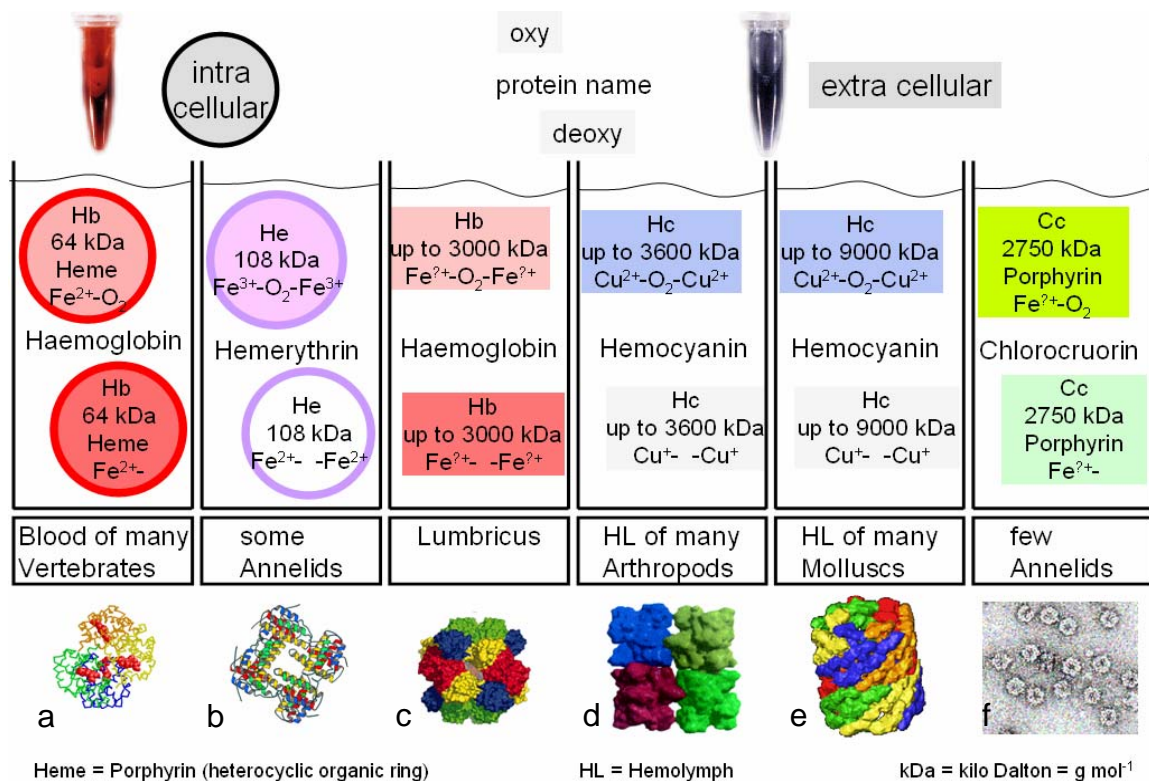 intra
cellular
oxy
protein name
deoxy
extra cellular
Hb
64 kDa
Heme
Fe²⁺-O₂
Haemoglobin
Hb
64 kDa
Heme
Fe²⁺-
He
108 kDa
Fe³⁺-O₂-Fe³⁺
Hemerythrin
He
108 kDa
Fe²⁺- -Fe²⁺
Hb
up to 3000 kDa
Fe?⁺-O₂-Fe?⁺
Haemoglobin
Hb
up to 3000 kDa
Fe?⁺- -Fe?⁺
Hc
up to 3600 kDa
Cu²⁺-O₂-Cu²⁺
Hemocyanin
Hc
up to 3600 kDa
Cu⁺- -Cu⁺
Hc
up to 9000 kDa
Cu²⁺-O₂-Cu²⁺
Hemocyanin
Hc
up to 9000 kDa
Cu⁺- -Cu⁺
Cc
2750 kDa
Porphyrin
Fe?⁺-O₂
Chlorocruorin
Cc
2750 kDa
Porphyrin
Fe?⁺-
Blood of many
Vertebrates
some
Annelids
Lumbricus
HL of many
Arthropods
HL of many
Molluscs
few
Annelids
a
b
c
d
e
f
Heme = Porphyrin (heterocyclic organic ring)
HL = Hemolymph
kDa = kilo Dalton = g mol⁻¹